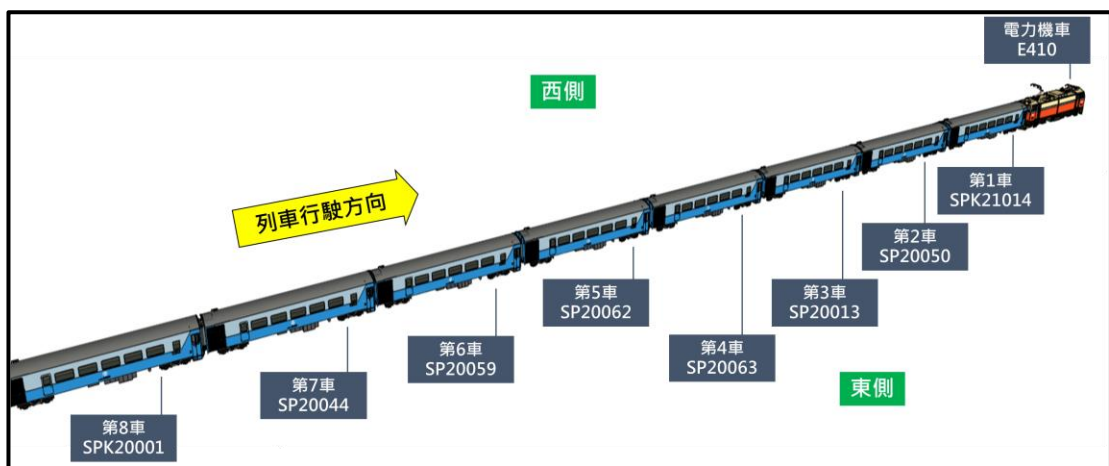 電力機車
E410
西側
第1車
SPK21014
列車行駛方向
第2車
SP20050
第3車
SP20013
第5車
SP20062
第4車
SP20063
第6車
SP20059
東側
第7車
SP20044
第8車
SPK20001